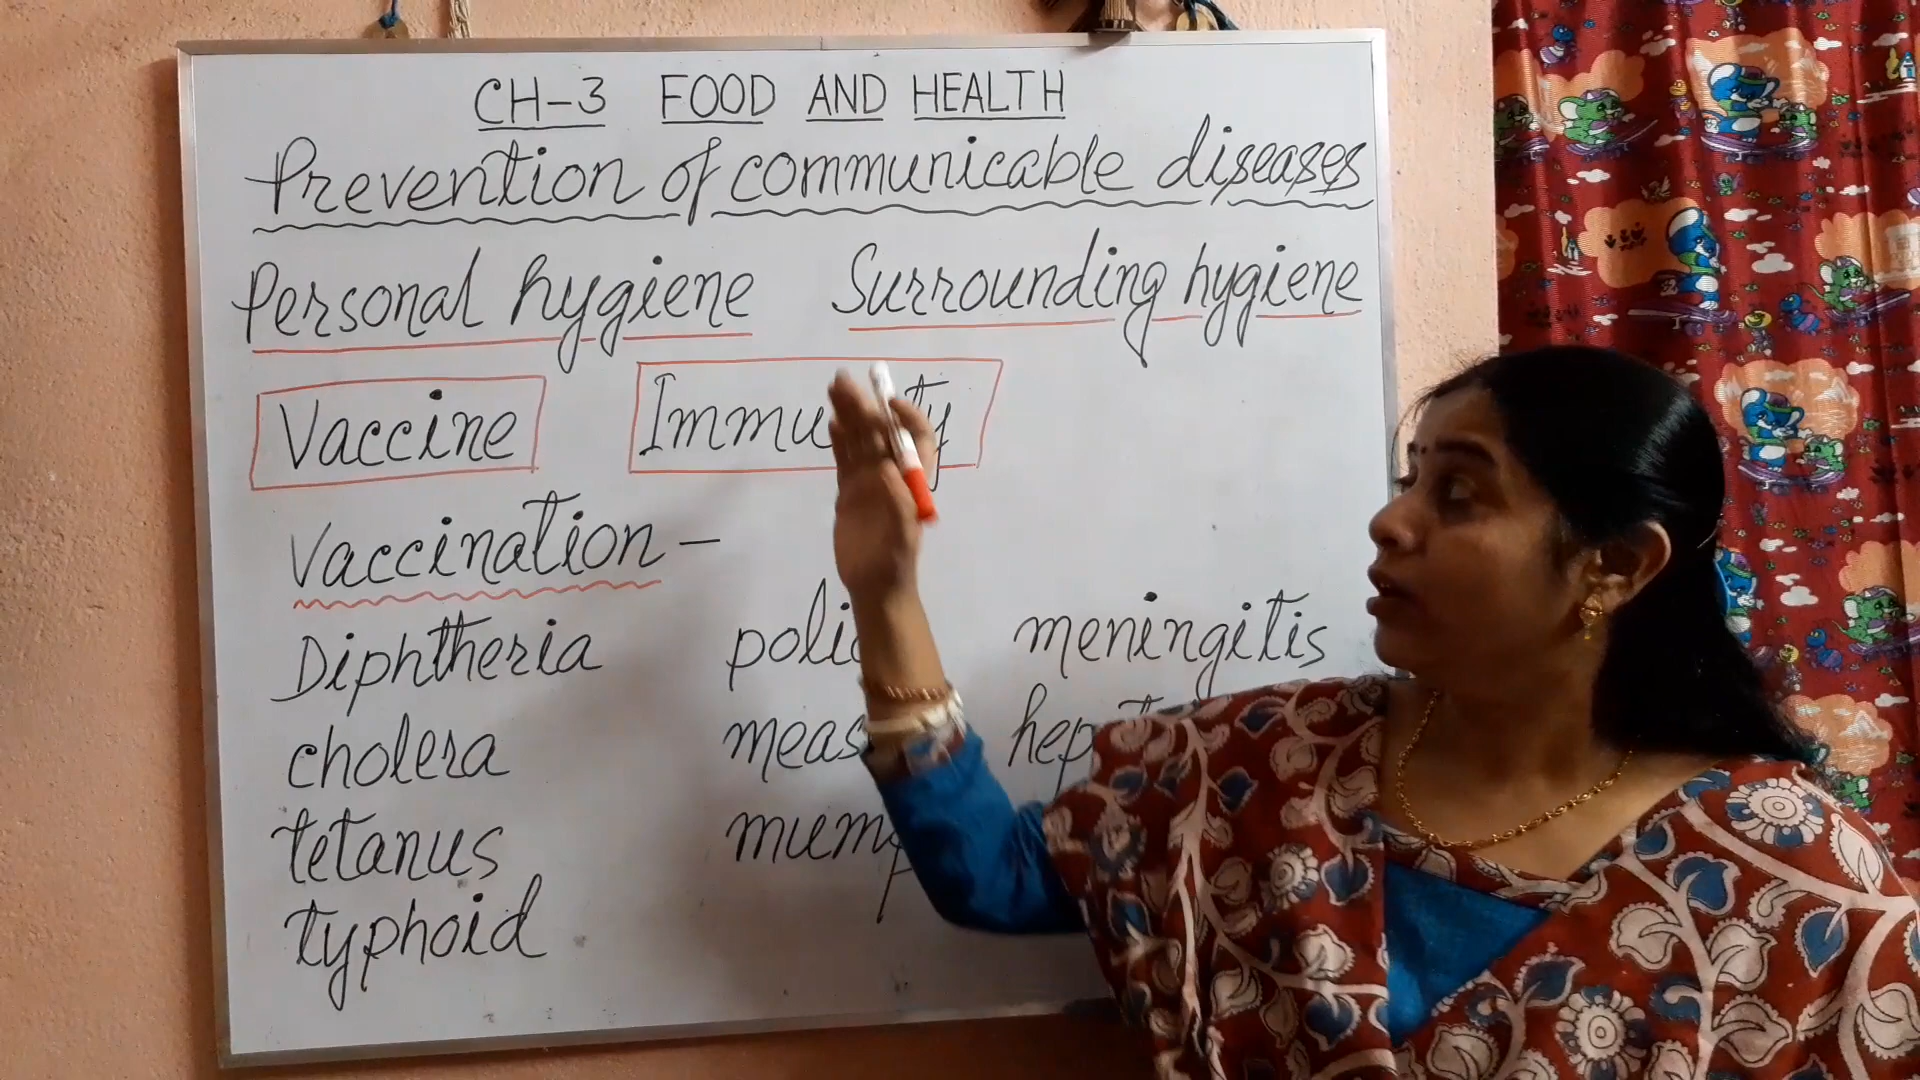 CH-3 FOOD AND HEALTH
Prevention of communicable diseases
Personal hygiene Surrounding hygiene
Vaccine
Vaccination -
Diphtheria meningitis
cholera
tetanus
typhoid